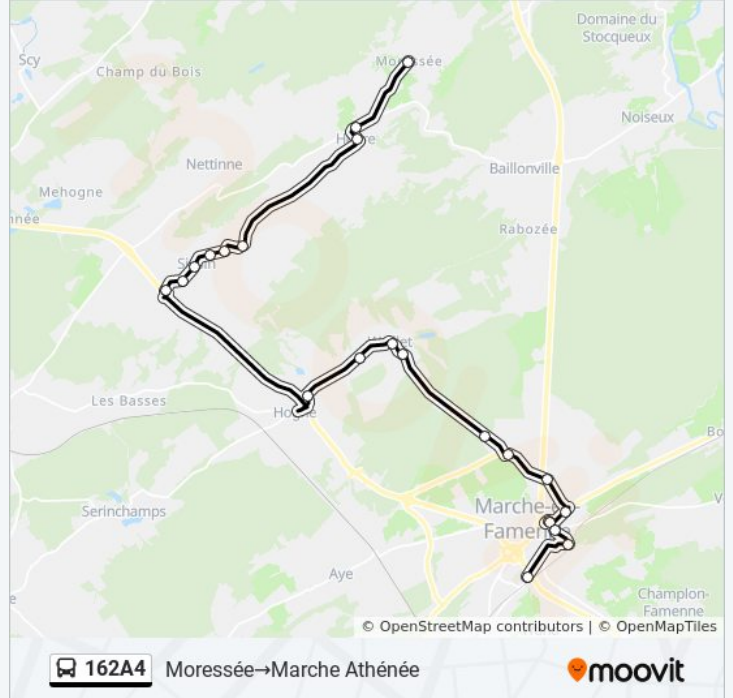 Domaine du
Stocqueux
Scy
Champ du Bois
Noiseux
Nettinne
Baillonville
Mehogne
Rabozée
Les Basses
Serinchamps
Marche-
Aye
Champlon-
Famenne
© OpenStreetMap contributors | © OpenMapTiles
162A4 Moressée→Marche Athénée
moovit